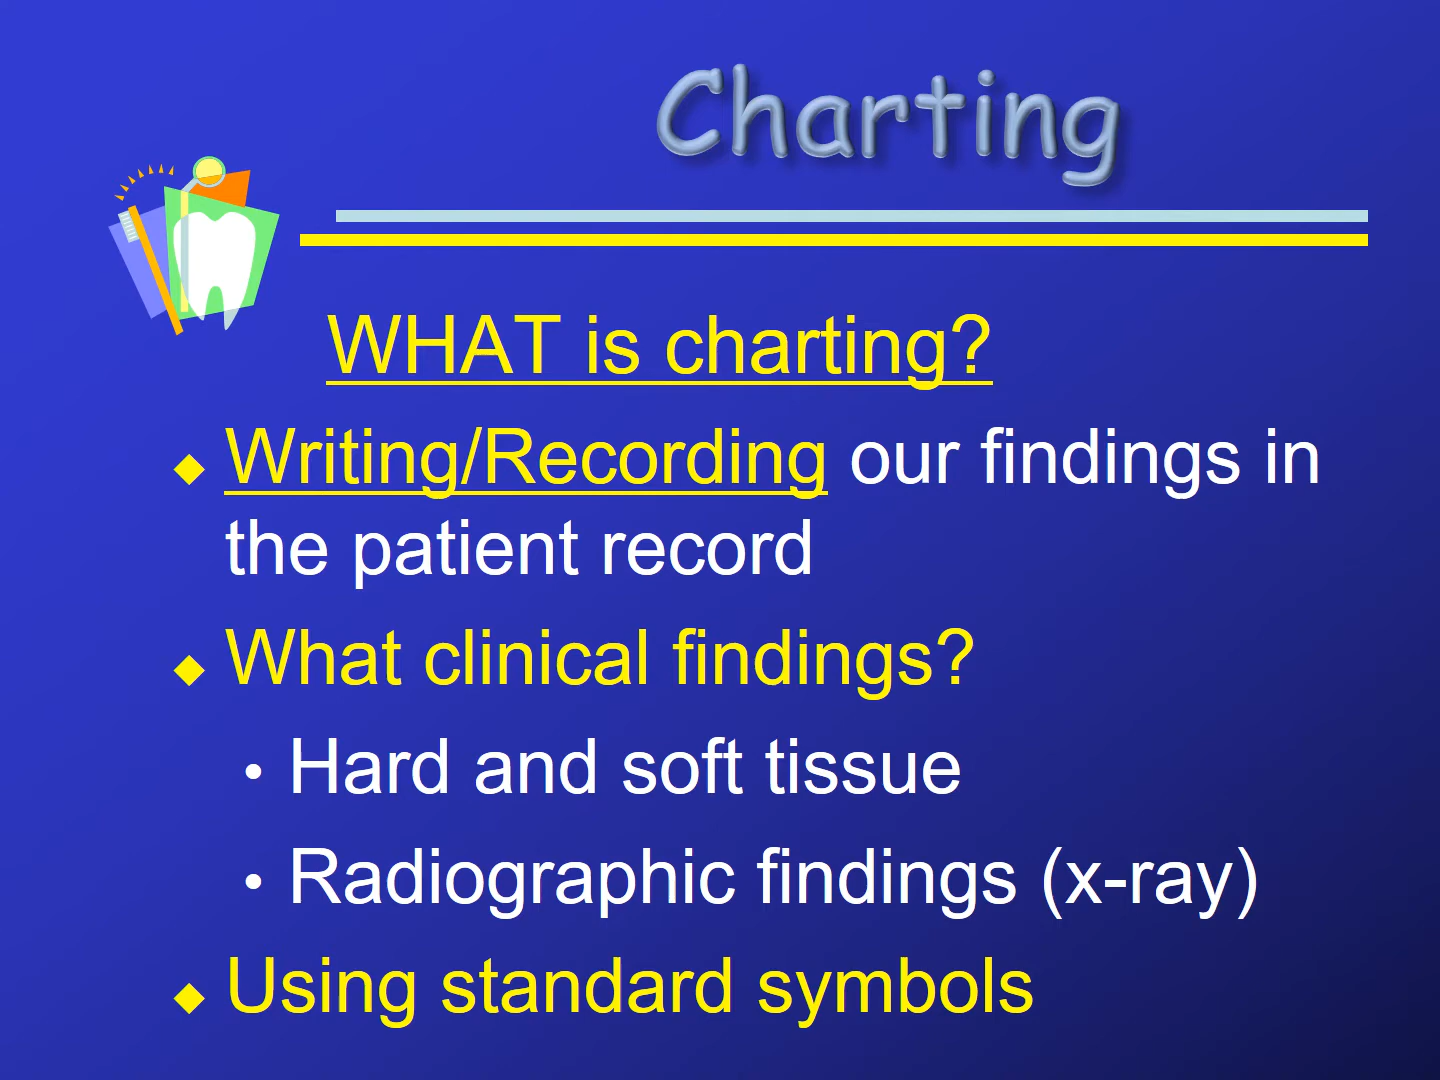 Charting
WHAT is charting?
◆ Writing/Recording our findings in
the patient record
◆ What clinical findings?
• Hard and soft tissue
• Radiographic findings (x-ray)
◆ Using standard symbols